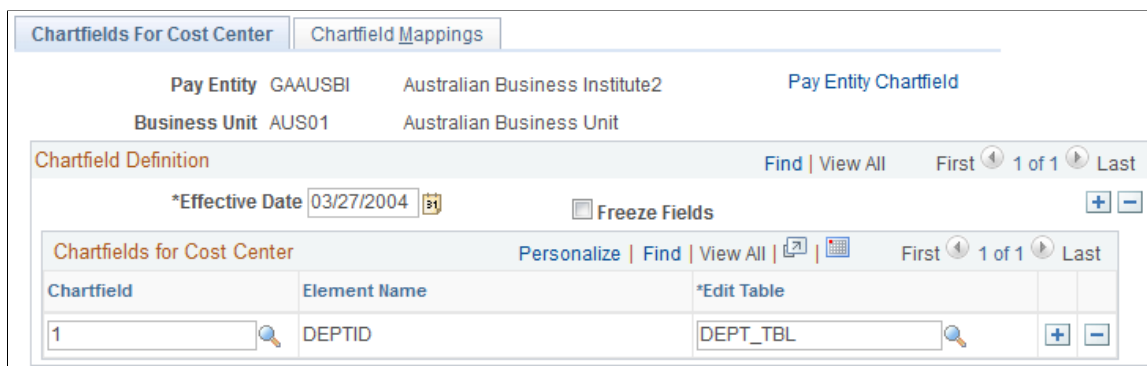 Chartfields For Cost Center Chartfield Mappings
Pay Entity GAAUSBI Australian Business Institute2 Pay Entity Chartfield
Business Unit AUS01 Australian Business Unit
Chartfield Definition Find | View All First 1 of 1 Last
*Effective Date 03/27/2004 31 Freeze Fields + -
Chartfields for Cost Center Personalize | Find | View All | | First 1 of 1 Last
Chartfield Element Name *Edit Table
1 DEPTID DEPT_TBL + -